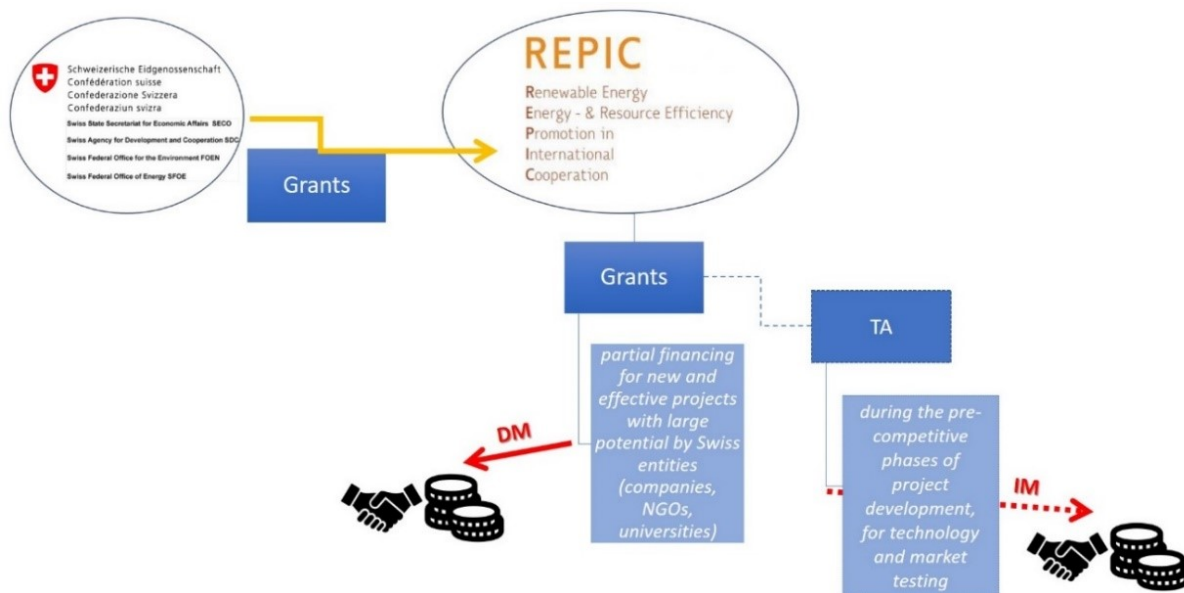 Schweizerische Eidgenossenschaft
Confédération suisse
Confederazione Svizzera
Confederaziun svizra
Swiss State Secretariat for Economic Affairs SECO
Swiss Agency for Development and Cooperation SDC
Swiss Federal Office for the Environment FOEN
Swiss Federal Office of Energy SFOE
Grants
REPIC
Renewable Energy
Energy - & Resource Efficiency
Promotion in
International
Cooperation
Grants
TA
partial financing
for new and
effective projects
with large
potential by Swiss
entities
(companies,
NGOs,
universities)
DM
during the pre-
competitive
phases of
project
development,
for technology
and market
testing
IM